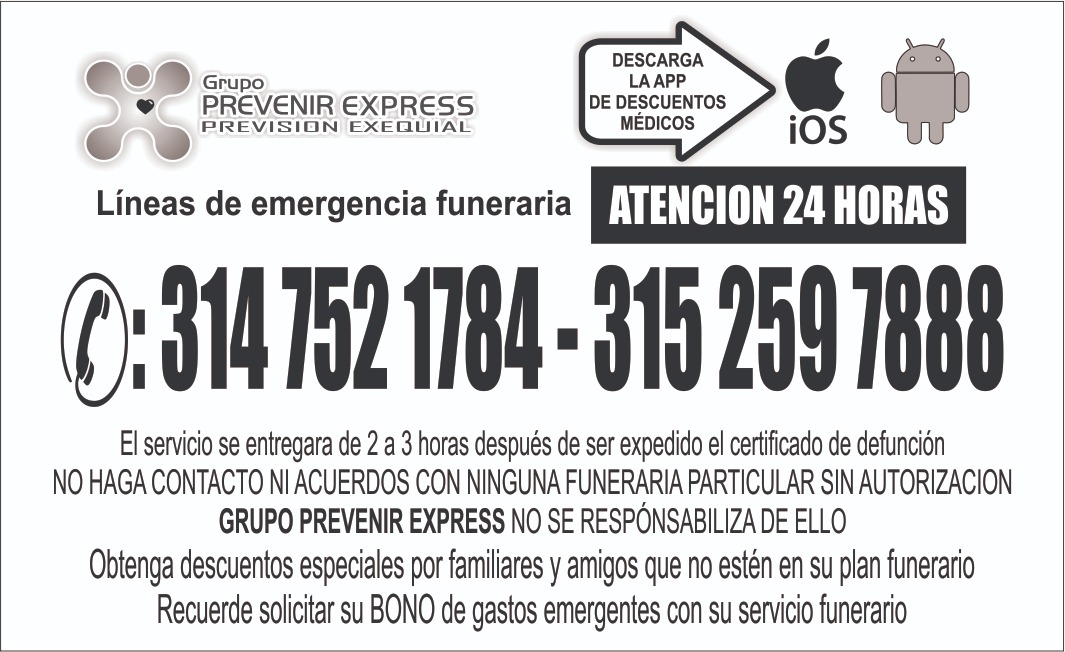 Grupo
PREVENIR EXPRESS
PREVISION EXEQUIAL
DESCARGA
LA APP
DE DESCUENTOS
MÉDICOS
iOS
Líneas de emergencia funeraria
ATENCION 24 HORAS
: 314 752 1784 - 315 259 7888
El servicio se entregara de 2 a 3 horas después de ser expedido el certificado de defunción
NO HAGA CONTACTO NI ACUERDOS CON NINGUNA FUNERARIA PARTICULAR SIN AUTORIZACION
GRUPO PREVENIR EXPRESS NO SE RESPÓNSABILIZA DE ELLO
Obtenga descuentos especiales por familiares y amigos que no estén en su plan funerario
Recuerde solicitar su BONO de gastos emergentes con su servicio funerario